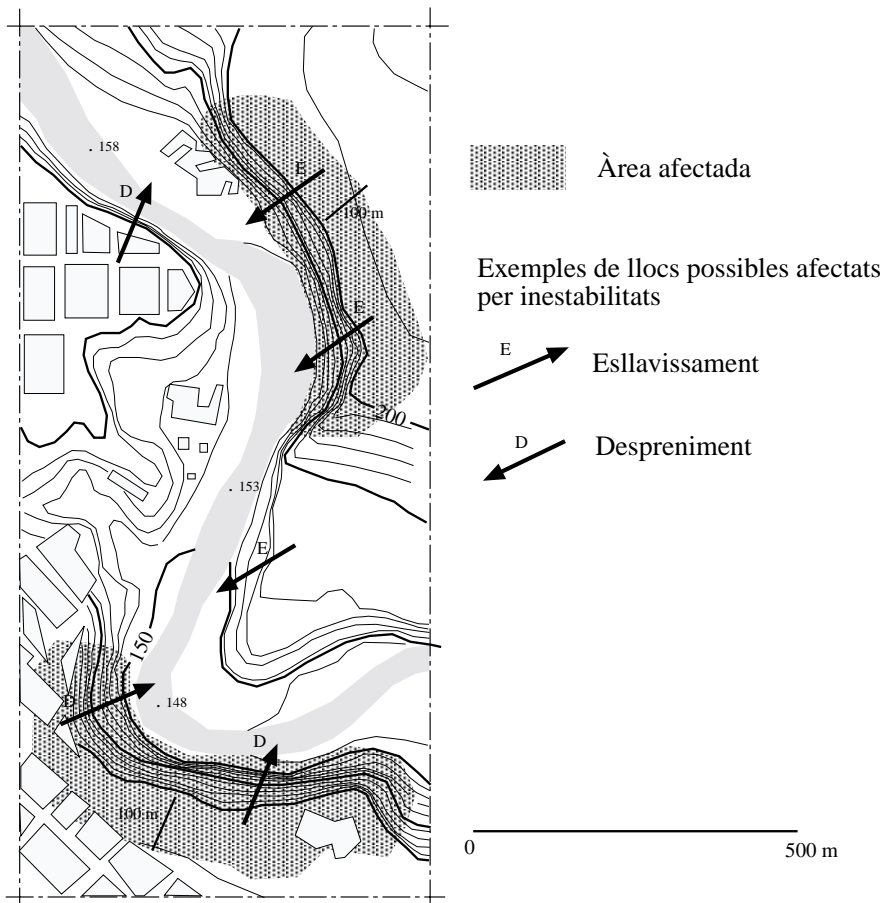 158
D
E
100 m
E
200
153
E
150
D
148
D
100 m
Àrea afectada
Exemples de llocs possibles afectats
per inestabilitats
E
Esllavissament
D
Despreniment
0
500 m